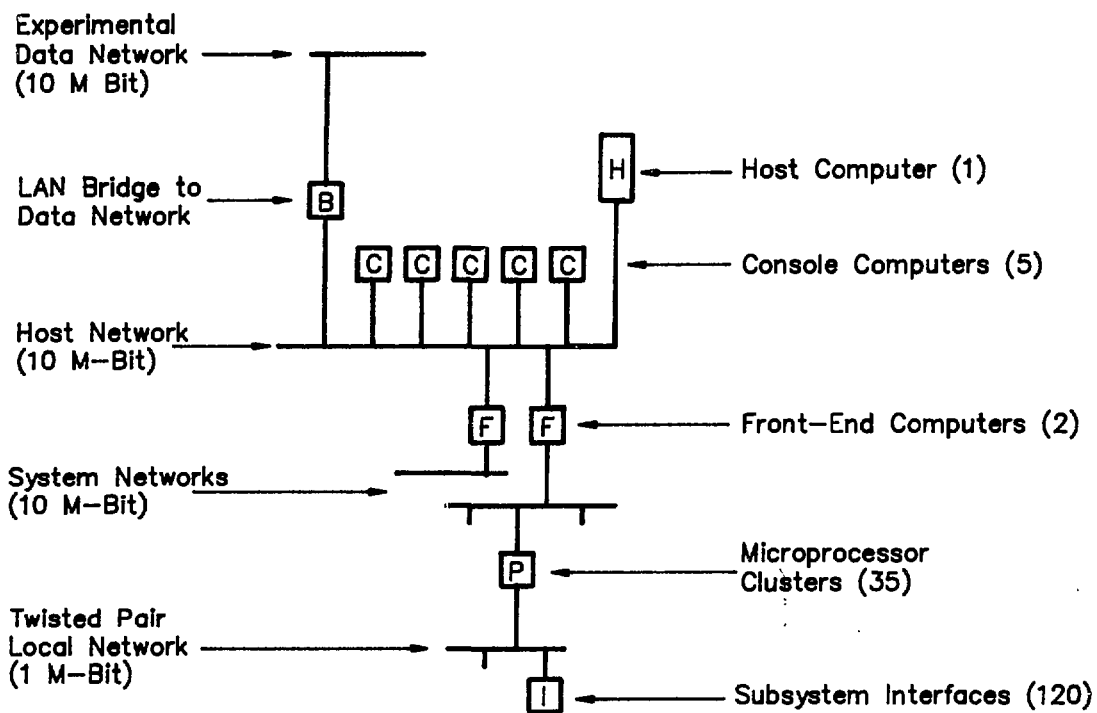 Experimental
Data Network
(10 M Bit)
H
Host Computer (1)
LAN Bridge to
Data Network
B
C C C C C
Console Computers (5)
Host Network
(10 M-Bit)
F F
Front-End Computers (2)
System Networks
(10 M-Bit)
P
Microprocessor
Clusters (35)
Twisted Pair
Local Network
(1 M-Bit)
I
Subsystem Interfaces (120)